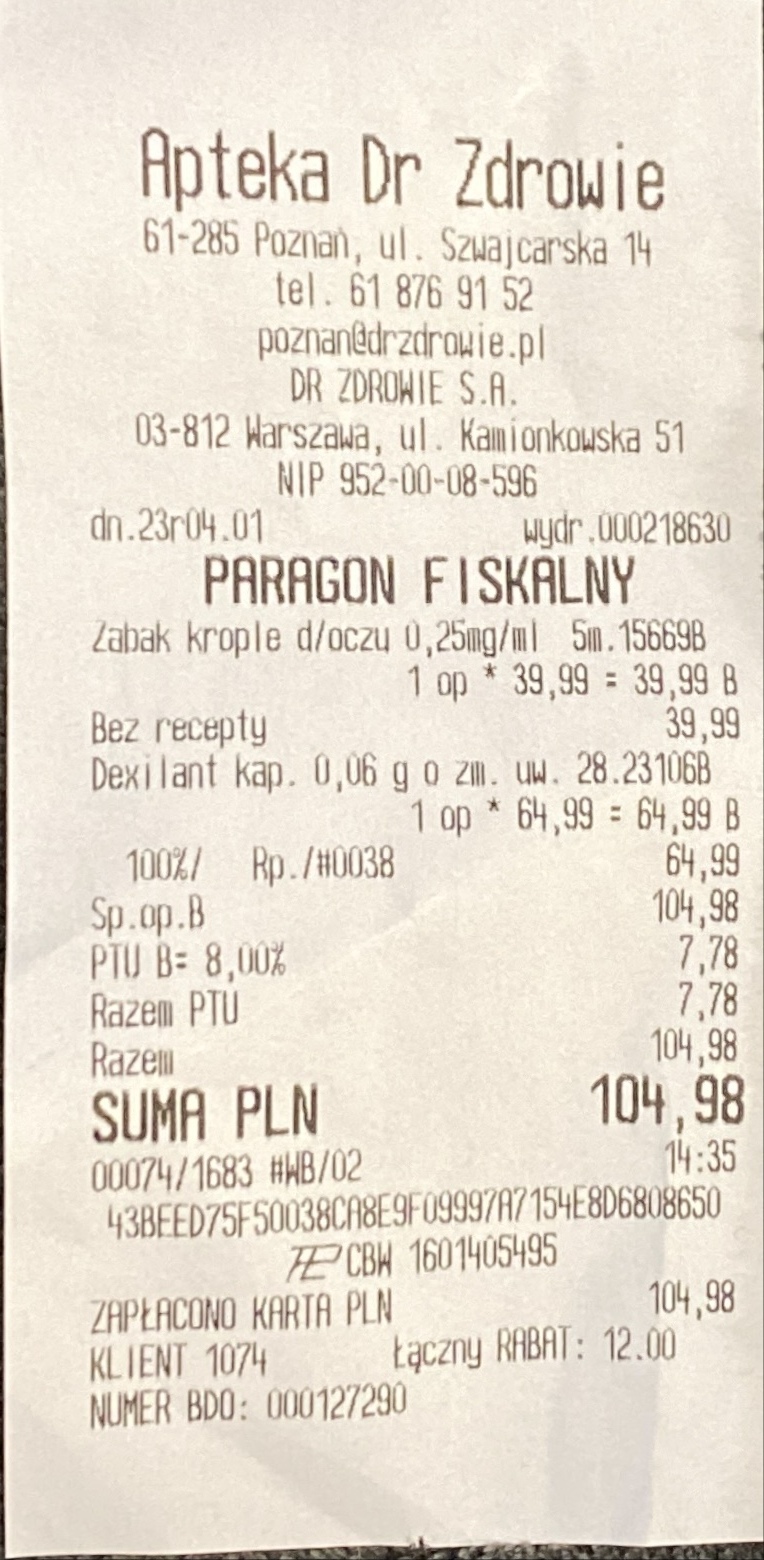 Apteka Dr Zdrowie
61-285 Poznań, ul. Szwajcarska 14
tel. 61 876 91 52
poznan@drzdrowie.pl
DR ZDROWIE S.A.
03-812 Warszawa, ul. Kamionkowska 51
NIP 952-00-08-596
dn.23r04.01 wydr.000218630
PARAGON FISKALNY
Zabak krople d/oczu 0,25mg/ml 5m.15669B
1 op * 39,99 = 39,99 B
Bez recepty 39,99
Dexilant kap. 0,06 g o zm. uw. 28.23106B
1 op * 64,99 = 64,99 B
100%/ Rp./#0038 64,99
Sp.op.B 104,98
PTU B= 8,00% 7,78
Razem PTU 7,78
Razem 104,98
SUMA PLN 104,98
00074/1683 #WB/02 14:35
43BEED75F50038CA8E9F09997A7154E8D6808650
CBW 1601405495
ZAPŁACONO KARTA PLN 104,98
KLIENT 1074 Łączny RABAT: 12.00
NUMER BDO: 000127290